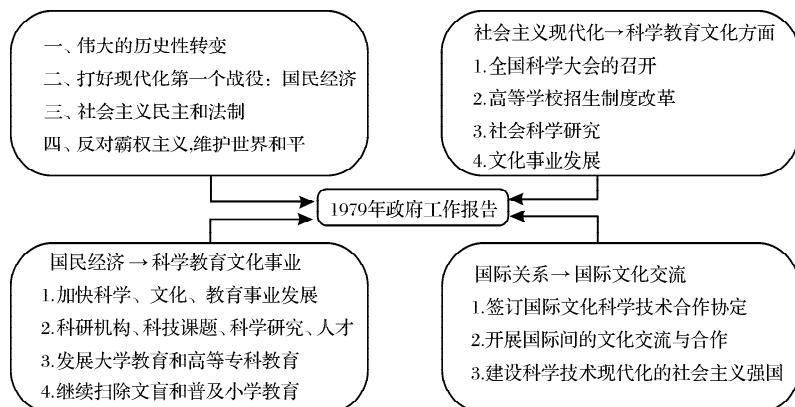 一、伟大的历史性转变
二、打好现代化第一个战役：国民经济
三、社会主义民主和法制
四、反对霸权主义,维护世界和平
社会主义现代化→科学教育文化方面
1.全国科学大会的召开
2.高等学校招生制度改革
3.社会科学研究
4.文化事业发展
1979年政府工作报告
国民经济→科学教育文化事业
1.加快科学、文化、教育事业发展
2.科研机构、科技课题、科学研究、人才
3.发展大学教育和高等专科教育
4.继续扫除文盲和普及小学教育
国际关系→国际文化交流
1.签订国际文化科学技术合作协定
2.开展国际间的文化交流与合作
3.建设科学技术现代化的社会主义强国